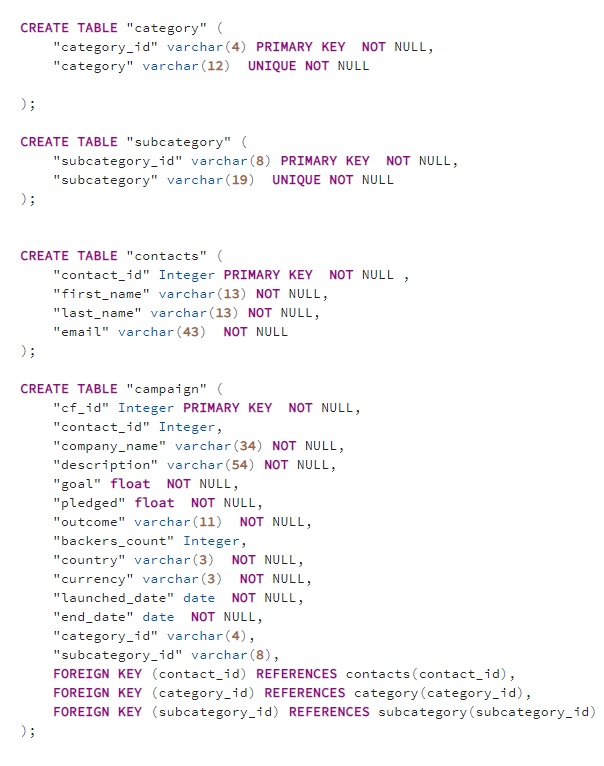 CREATE TABLE "category" (
    "category_id" varchar(4) PRIMARY KEY  NOT NULL,
    "category" varchar(12)  UNIQUE NOT NULL

);

CREATE TABLE "subcategory" (
    "subcategory_id" varchar(8) PRIMARY KEY  NOT NULL,
    "subcategory" varchar(19)  UNIQUE NOT NULL
);


CREATE TABLE "contacts" (
    "contact_id" Integer PRIMARY KEY  NOT NULL ,
    "first_name" varchar(13) NOT NULL,
    "last_name" varchar(13) NOT NULL,
    "email" varchar(43)  NOT NULL
);

CREATE TABLE "campaign" (
    "cf_id" Integer PRIMARY KEY  NOT NULL,
    "contact_id" Integer,
    "company_name" varchar(34) NOT NULL,
    "description" varchar(54) NOT NULL,
    "goal" float  NOT NULL,
    "pledged" float  NOT NULL,
    "outcome" varchar(11)  NOT NULL,
    "backers_count" Integer,
    "country" varchar(3)  NOT NULL,
    "currency" varchar(3)  NOT NULL,
    "launched_date" date  NOT NULL,
    "end_date" date  NOT NULL,
    "category_id" varchar(4),
    "subcategory_id" varchar(8),
    FOREIGN KEY (contact_id) REFERENCES contacts(contact_id),
    FOREIGN KEY (category_id) REFERENCES category(category_id),
    FOREIGN KEY (subcategory_id) REFERENCES subcategory(subcategory_id)
);